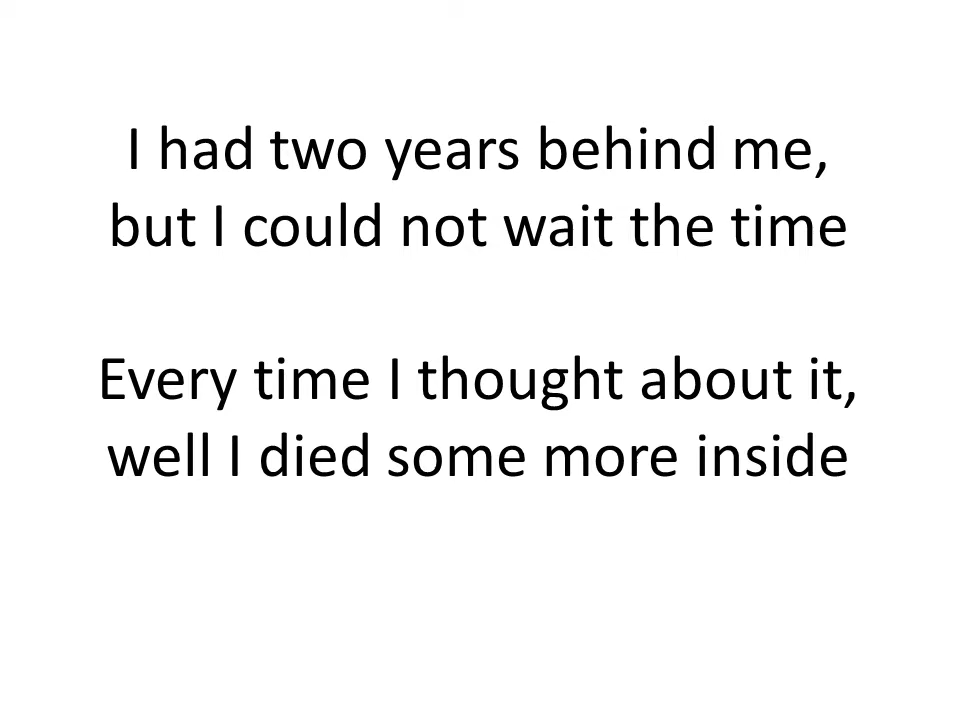 I had two years behind me,
but I could not wait the time
Every time I thought about it,
well I died some more inside